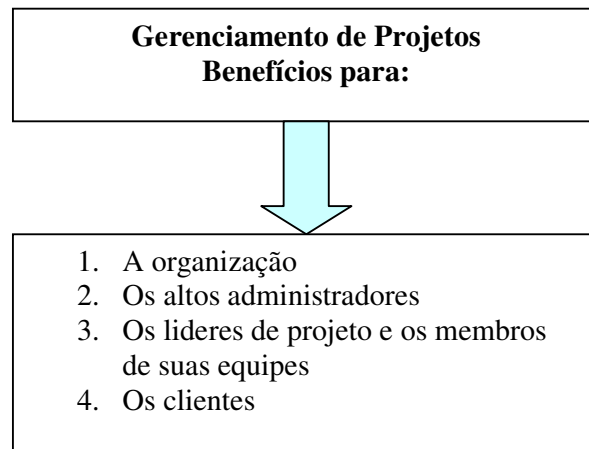 Gerenciamento de Projetos
Benefícios para:
1. A organização
2. Os altos administradores
3. Os lideres de projeto e os membros
de suas equipes
4. Os clientes